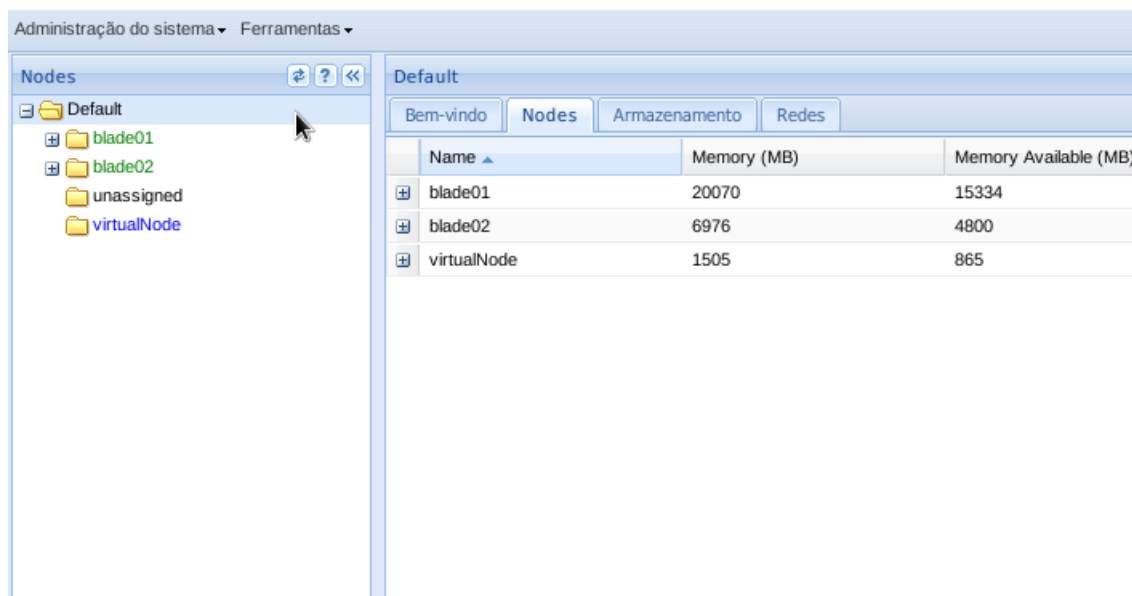 Administração do sistema Ferramentas
Nodes
Default
blade01
blade02
unassigned
virtualNode
Default
Bem-vindo Nodes Armazenamento Redes
Name Memory (MB) Memory Available (MB)
blade01 20070 15334
blade02 6976 4800
virtualNode 1505 865